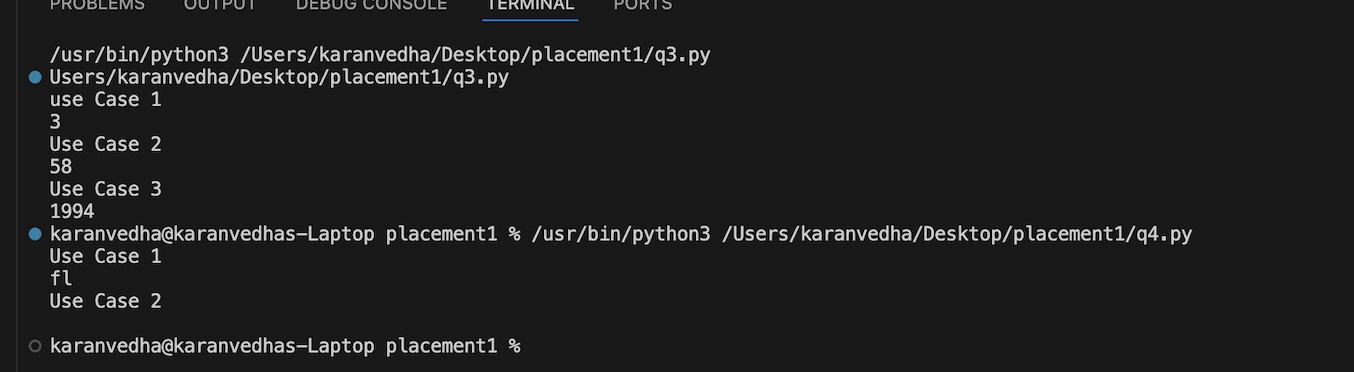 PROBLEMS OUTPUT DEBUG CONSOLE TERMINAL PORTS
/usr/bin/python3 /Users/karanvedha/Desktop/placement1/q3.py
Users/karanvedha/Desktop/placement1/q3.py
use Case 1
3
Use Case 2
58
Use Case 3
1994
karanvedha@karanvedhas-Laptop placement1 % /usr/bin/python3 /Users/karanvedha/Desktop/placement1/q4.py
Use Case 1
fl
Use Case 2
karanvedha@karanvedhas-Laptop placement1 %